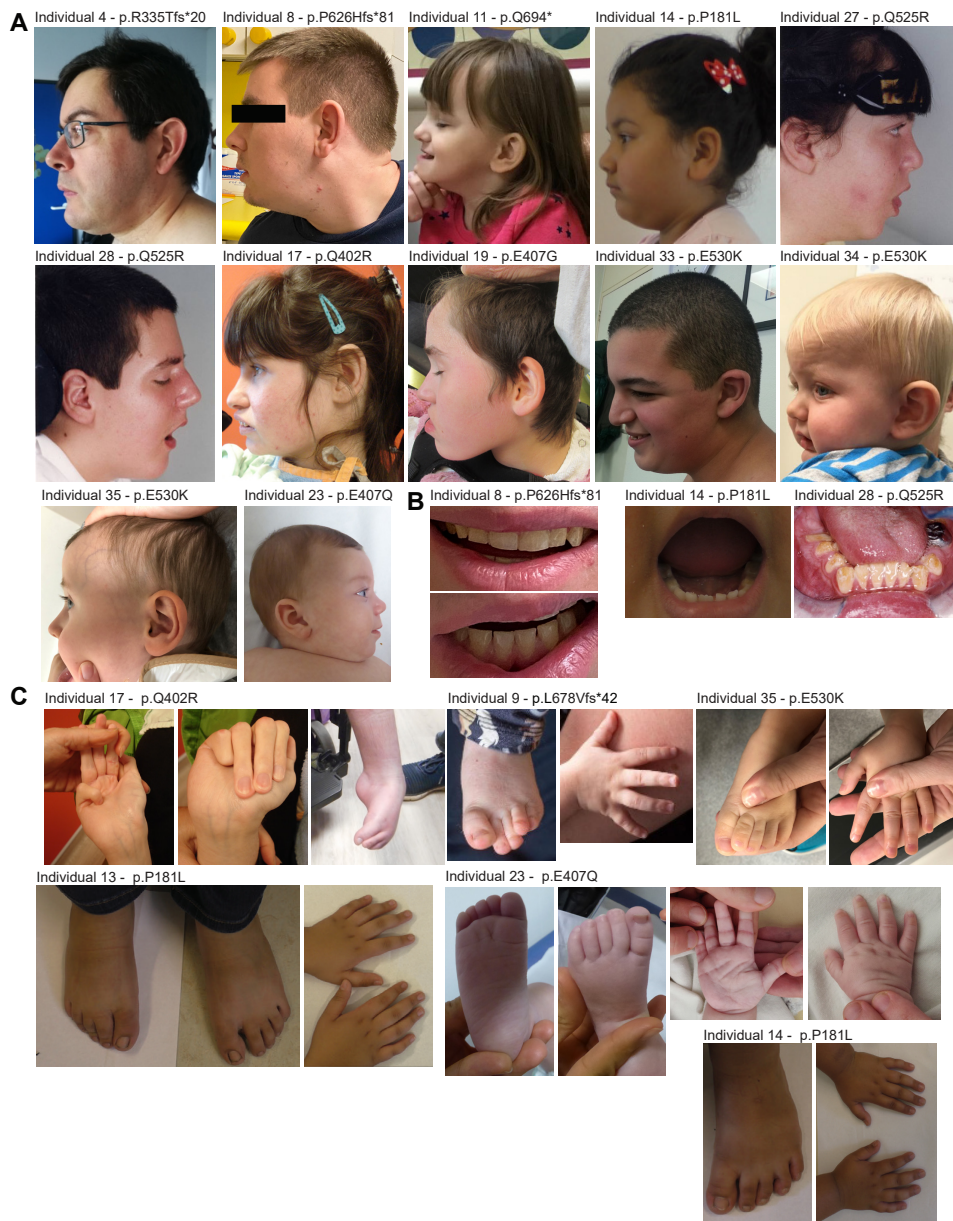 A
Individual 4 - p.R335Tfs*20
Individual 8 - p.P626Hfs*81
Individual 11 - p.Q694*
Individual 14 - p.P181L
Individual 27 - p.Q525R
Individual 28 - p.Q525R
Individual 17 - p.Q402R
Individual 19 - p.E407G
Individual 33 - p.E530K
Individual 34 - p.E530K
Individual 35 - p.E530K
Individual 23 - p.E407Q
B
Individual 8 - p.P626Hfs*81
Individual 14 - p.P181L
Individual 28 - p.Q525R
C
Individual 17 - p.Q402R
Individual 9 - p.L678Vfs*42
Individual 35 - p.E530K
Individual 13 - p.P181L
Individual 23 - p.E407Q
Individual 14 - p.P181L